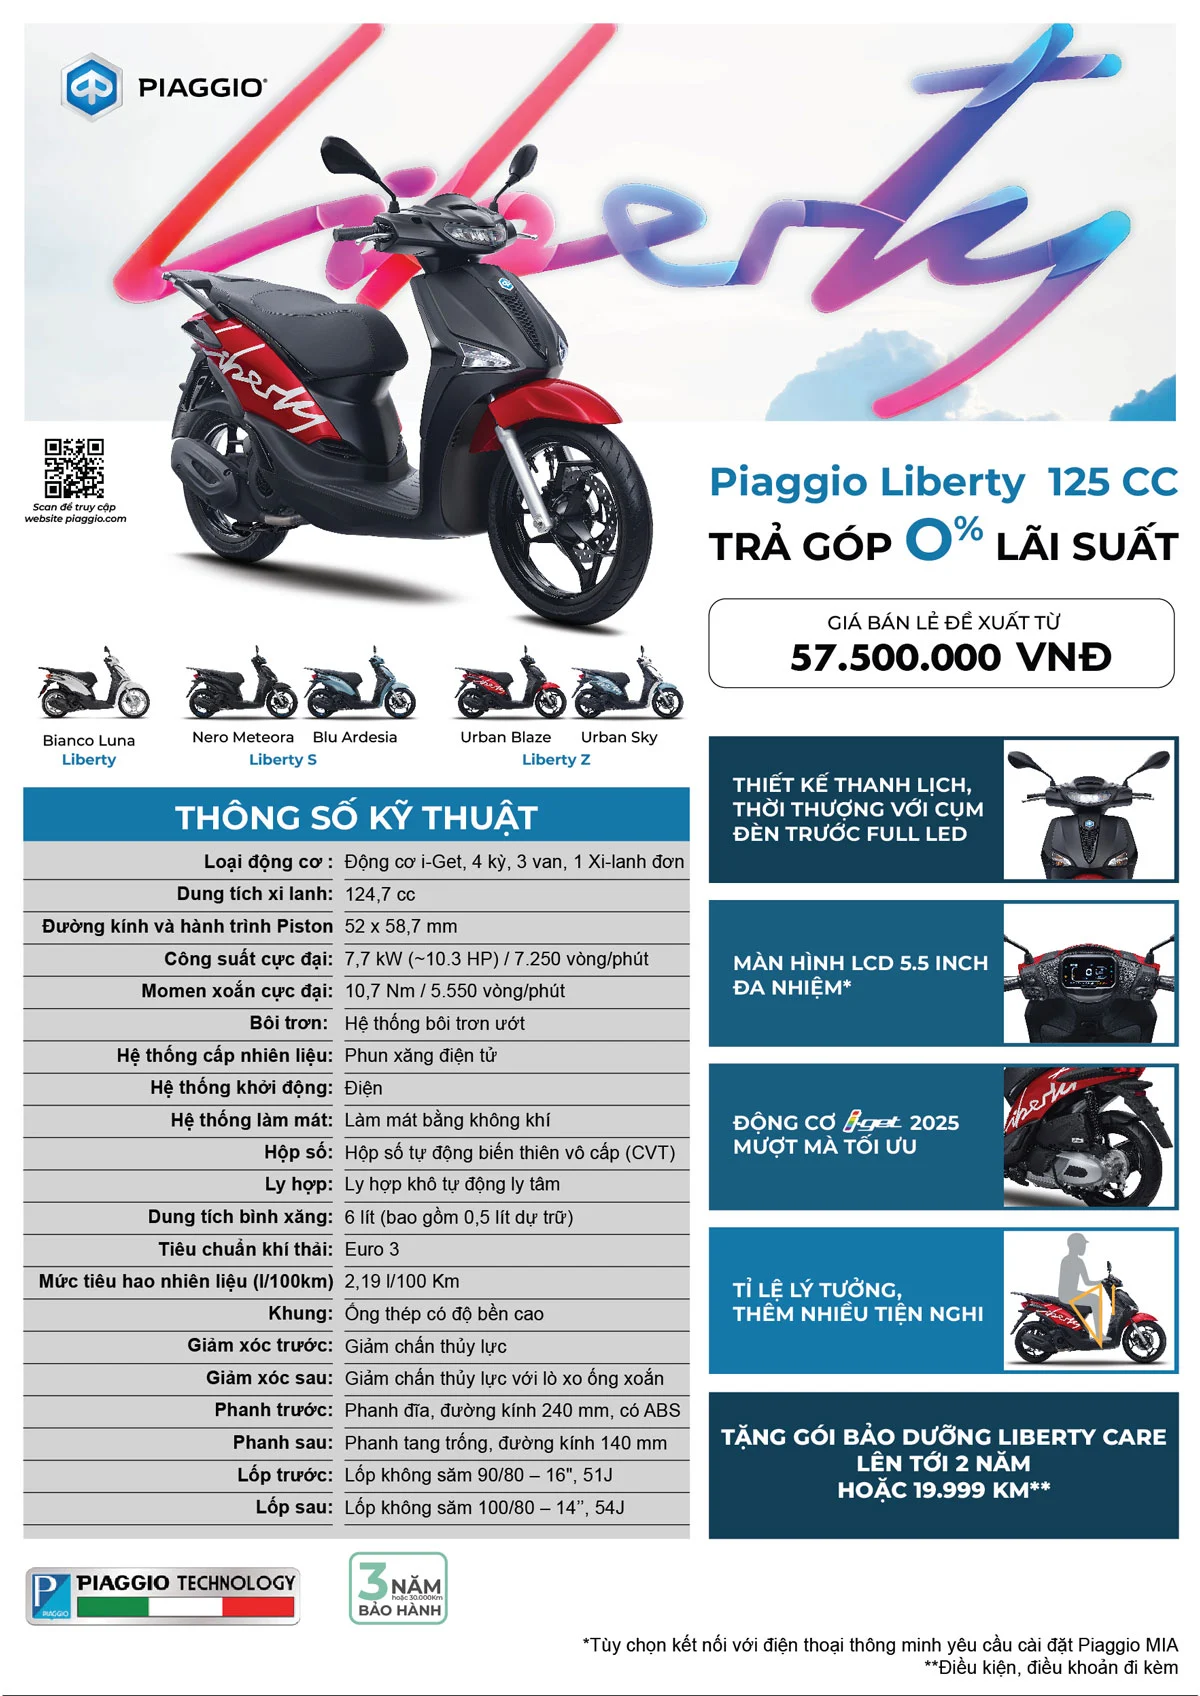 PIAGGIO®
Liberty
Liberty
Scan để truy cập
website piaggio.com
Piaggio Liberty 125 CC
TRẢ GÓP 0% LÃI SUẤT
GIÁ BÁN LẺ ĐỀ XUẤT TỪ
57.500.000 VNĐ
Bianco Luna
Liberty
Nero Meteora Blu Ardesia
Liberty S
Urban Blaze Urban Sky
Liberty Z
THÔNG SỐ KỸ THUẬT
Loại động cơ : Động cơ i-Get, 4 kỳ, 3 van, 1 Xi-lanh đơn
Dung tích xi lanh: 124,7 cc
Đường kính và hành trình Piston 52 x 58,7 mm
Công suất cực đại: 7,7 kW (~10.3 HP) / 7.250 vòng/phút
Momen xoắn cực đại: 10,7 Nm / 5.550 vòng/phút
Bôi trơn: Hệ thống bôi trơn ướt
Hệ thống cấp nhiên liệu: Phun xăng điện tử
Hệ thống khởi động: Điện
Hệ thống làm mát: Làm mát bằng không khí
Hộp số: Hộp số tự động biến thiên vô cấp (CVT)
Ly hợp: Ly hợp khô tự động ly tâm
Dung tích bình xăng: 6 lít (bao gồm 0,5 lít dự trữ)
Tiêu chuẩn khí thải: Euro 3
Mức tiêu hao nhiên liệu (l/100km) 2,19 l/100 Km
Khung: Ống thép có độ bền cao
Giảm xóc trước: Giảm chấn thủy lực
Giảm xóc sau: Giảm chấn thủy lực với lò xo ống xoắn
Phanh trước: Phanh đĩa, đường kính 240 mm, có ABS
Phanh sau: Phanh tang trống, đường kính 140 mm
Lốp trước: Lốp không săm 90/80 – 16", 51J
Lốp sau: Lốp không săm 100/80 – 14’’, 54J
THIẾT KẾ THANH LỊCH,
THỜI THƯỢNG VỚI CỤM
ĐÈN TRƯỚC FULL LED
MÀN HÌNH LCD 5.5 INCH
ĐA NHIỆM*
ĐỘNG CƠ i-get 2025
MƯỢT MÀ TỐI ƯU
Liberty
TỈ LỆ LÝ TƯỞNG,
THÊM NHIỀU TIỆN NGHI
Liberty
TẶNG GÓI BẢO DƯỠNG LIBERTY CARE
LÊN TỚI 2 NĂM
HOẶC 19.999 KM**
P
PIAGGIO
PIAGGIO TECHNOLOGY
3 NĂM
hoặc 30.000Km
BẢO HÀNH
*Tùy chọn kết nối với điện thoại thông minh yêu cầu cài đặt Piaggio MIA
**Điều kiện, điều khoản đi kèm